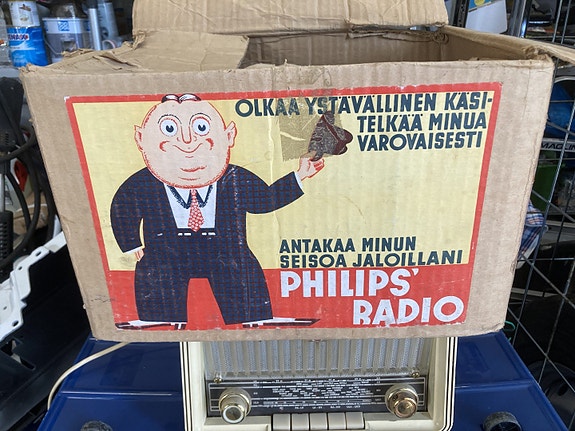 OLKAA YSTÄVÄLLINEN KÄSI-
TELKÄÄ MINUA
VAROVAISESTI
ANTAKAA MINUN
SEISOA JALOILLANI
PHILIPS'
RADIO